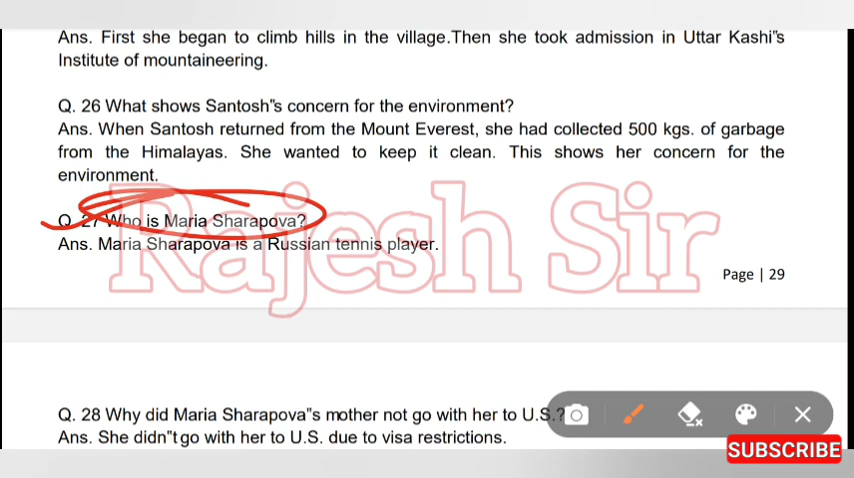 Ans. First she began to climb hills in the village.Then she took admission in Uttar Kashi"s
Institute of mountaineering.
Q. 26 What shows Santosh"s concern for the environment?
Ans. When Santosh returned from the Mount Everest, she had collected 500 kgs. of garbage
from the Himalayas. She wanted to keep it clean. This shows her concern for the
environment.
Q. 27 Who is Maria Sharapova?
Ans. Maria Sharapova is a Russian tennis player.
Rajesh Sir
Page | 29
Q. 28 Why did Maria Sharapova"s mother not go with her to U.S.?
Ans. She didn"t go with her to U.S. due to visa restrictions.
SUBSCRIBE